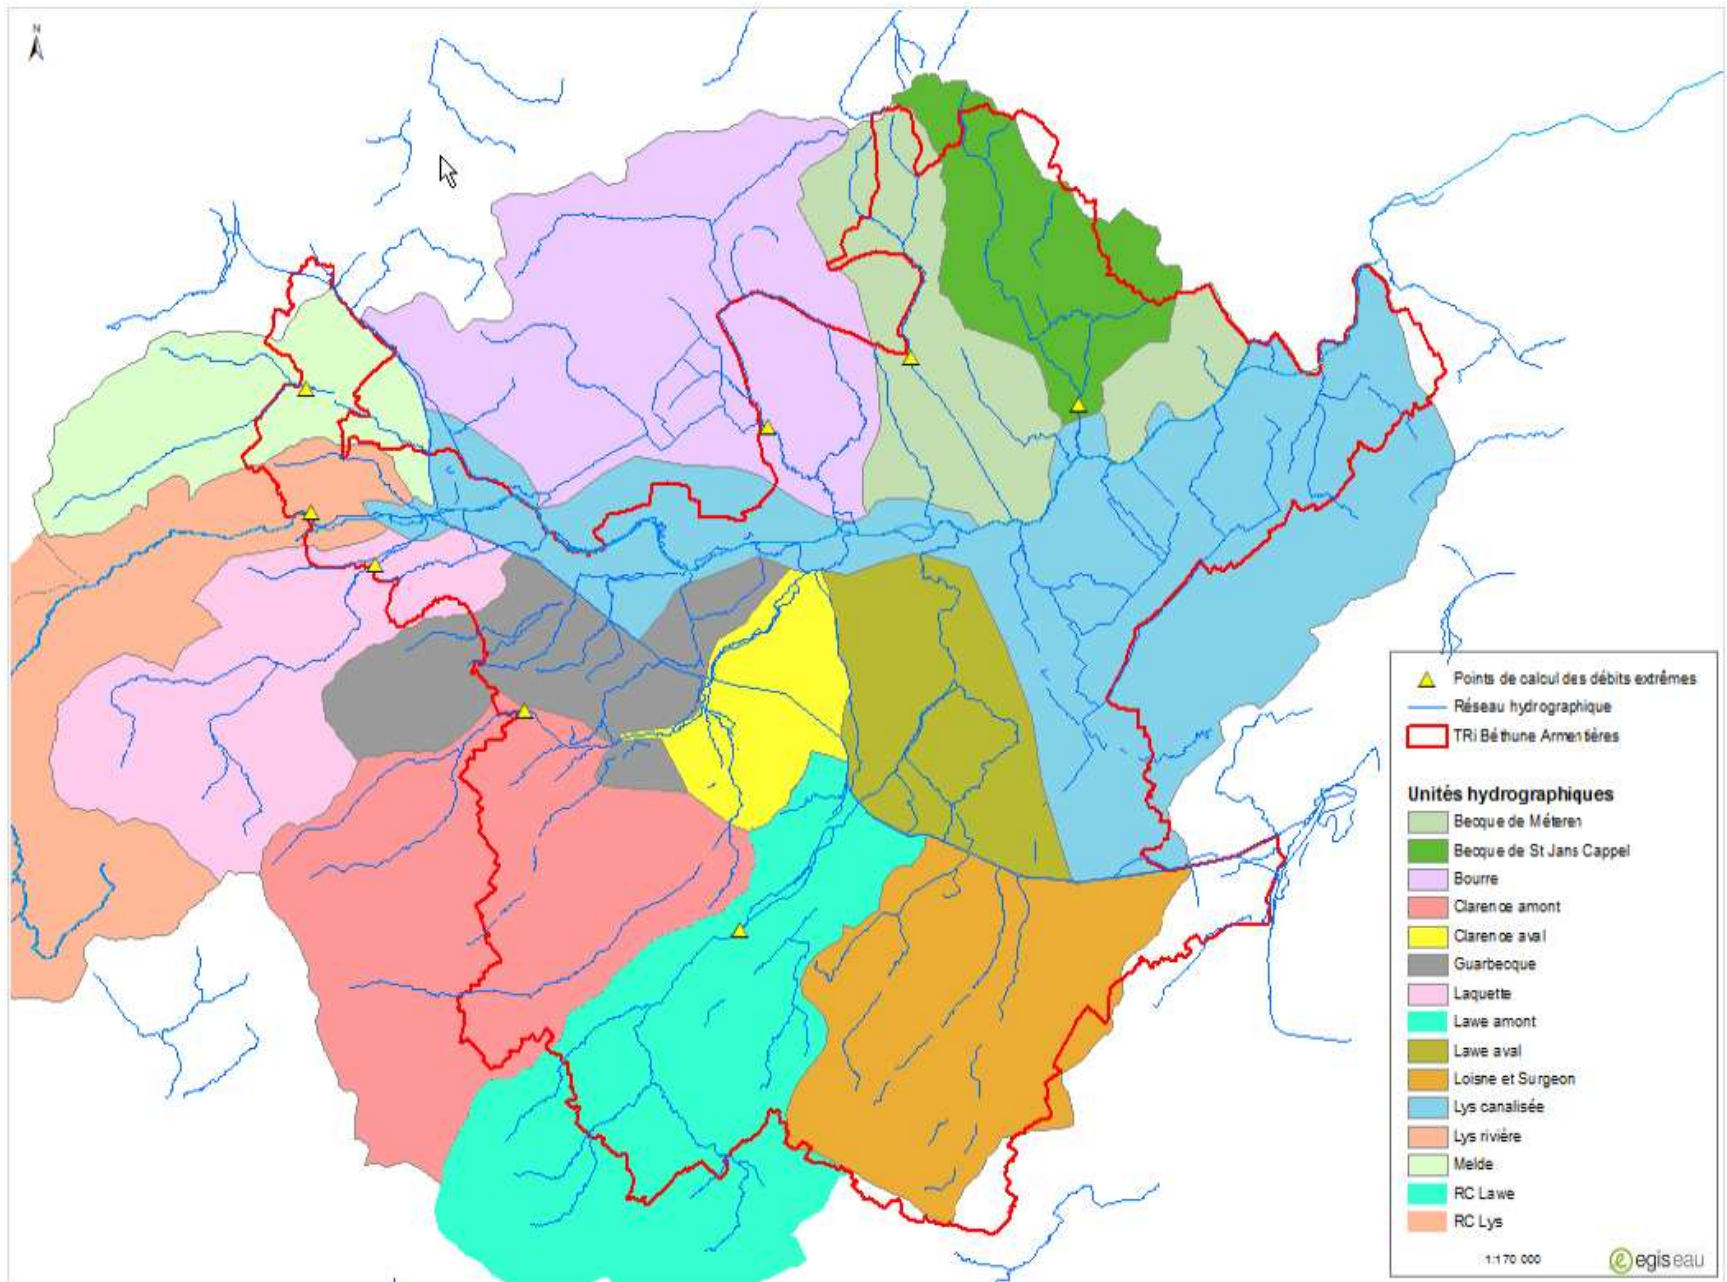 N
Points de calcul des débits extrêmes
Réseau hydrographique
TRi Béthune Armentières
Unités hydrographiques
Becque de Méteren
Becque de St Jans Cappel
Bourre
Clarence amont
Clarence aval
Guarbecque
Laquette
Lawe amont
Lawe aval
Loisne et Surgeon
Lys canalisée
Lys rivière
Melde
RC Lawe
RC Lys
1:170 000
egis eau